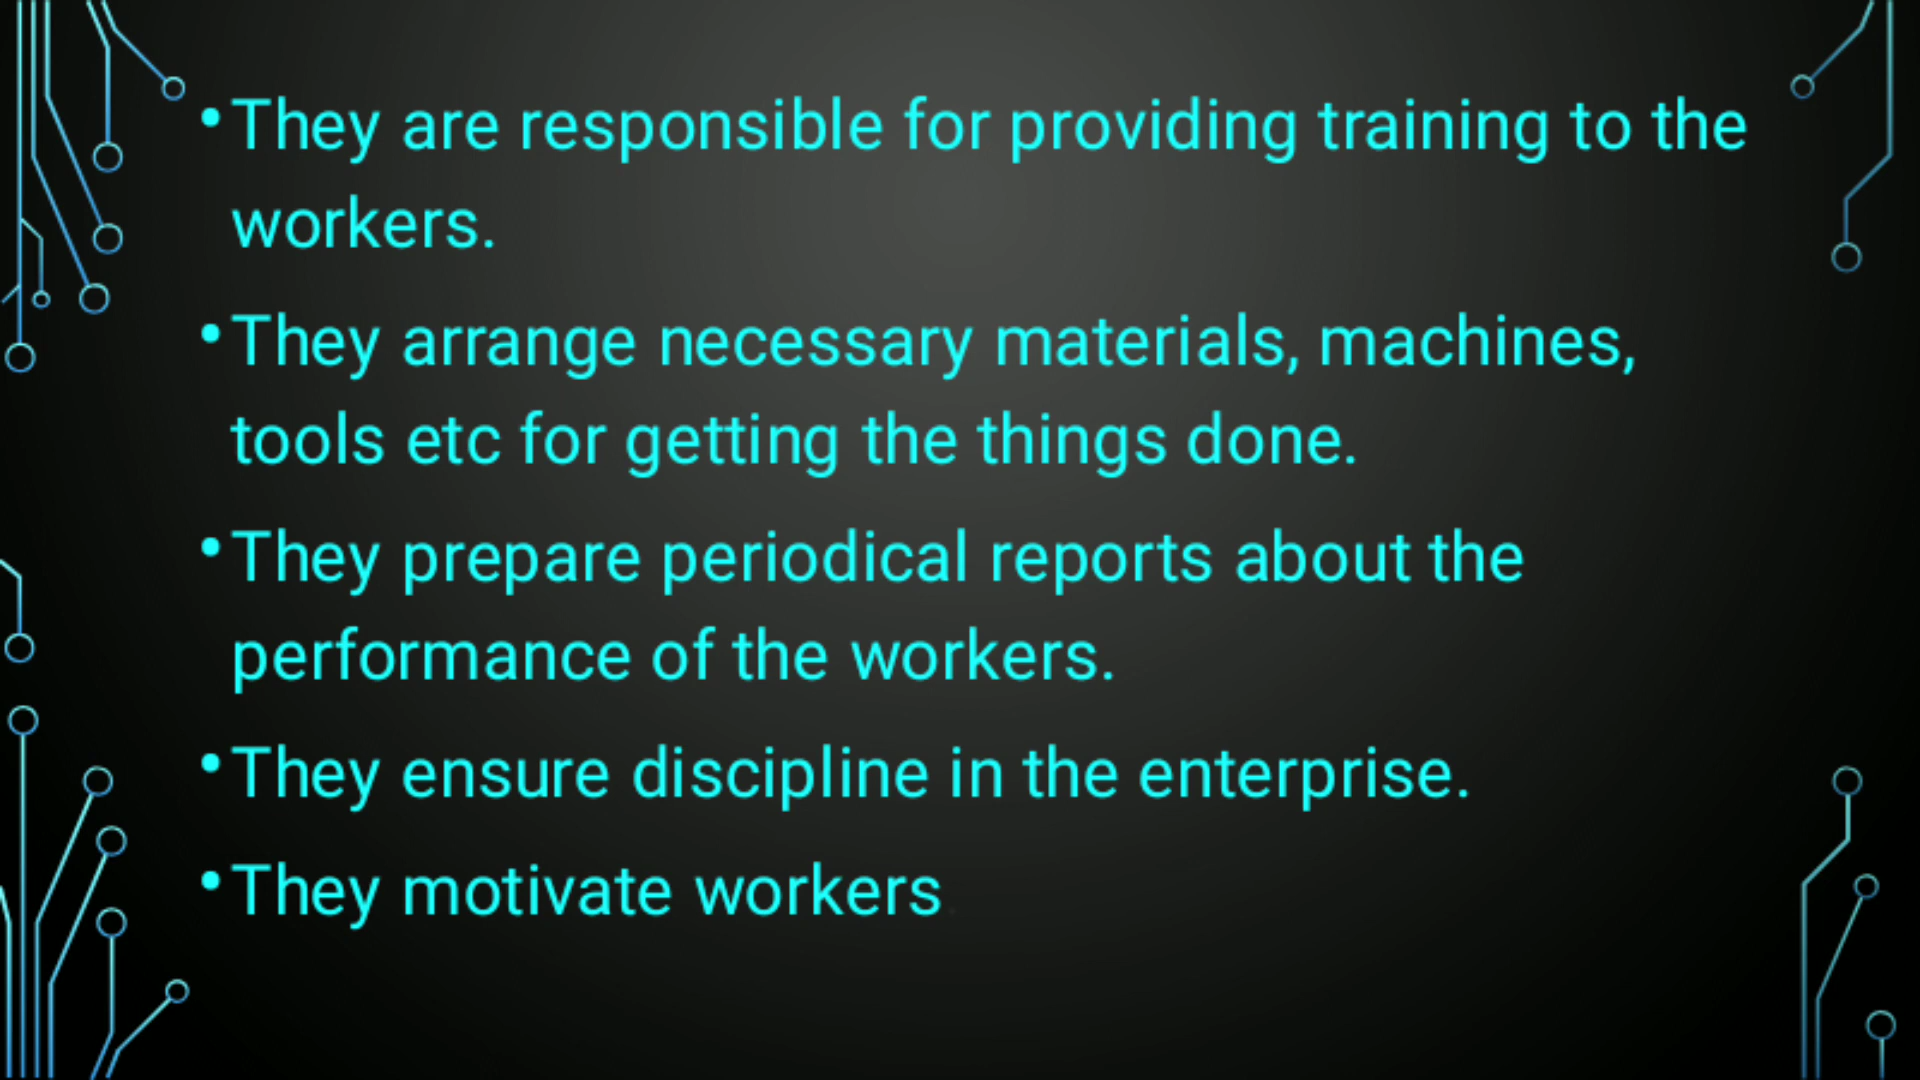 • They are responsible for providing training to the
workers.
• They arrange necessary materials, machines,
tools etc for getting the things done.
• They prepare periodical reports about the
performance of the workers.
• They ensure discipline in the enterprise.
• They motivate workers.